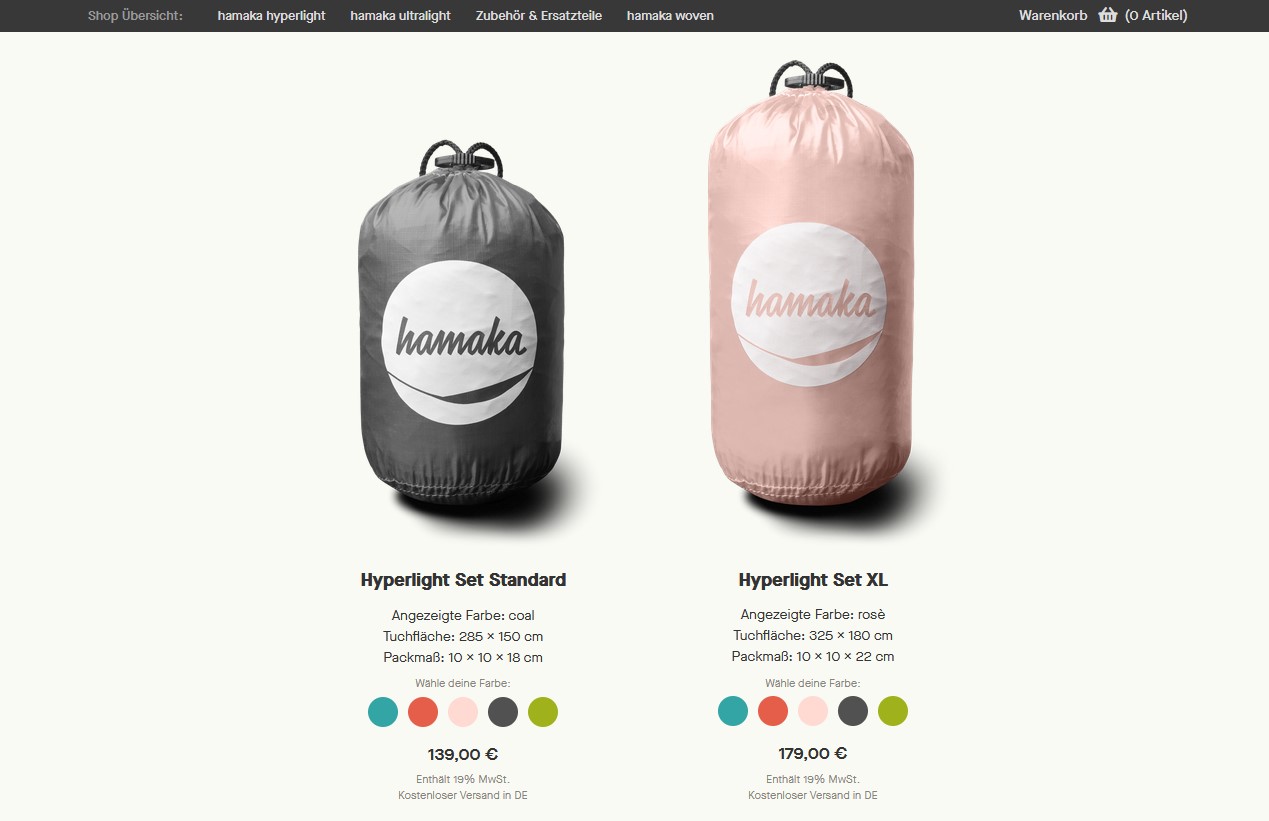 Shop Übersicht: hamaka hyperlight hamaka ultralight Zubehör & Ersatzteile hamaka woven Warenkorb (0 Artikel)
hamaka
hamaka
Hyperlight Set Standard
Angezeigte Farbe: coal
Tuchfläche: 285 × 150 cm
Packmaß: 10 × 10 × 18 cm
Wähle deine Farbe:
139,00 €
Enthält 19% MwSt.
Kostenloser Versand in DE
Hyperlight Set XL
Angezeigte Farbe: rosè
Tuchfläche: 325 × 180 cm
Packmaß: 10 × 10 × 22 cm
Wähle deine Farbe:
179,00 €
Enthält 19% MwSt.
Kostenloser Versand in DE